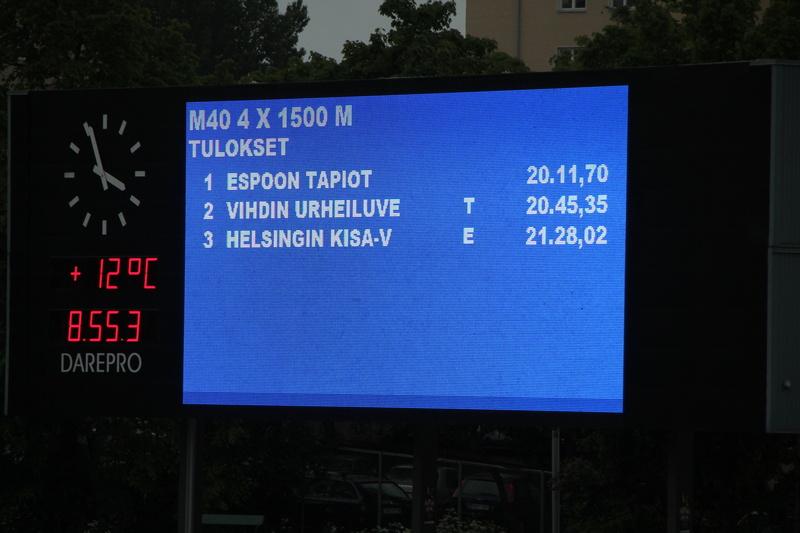 M40 4 X 1500 M
TULOKSET
1 ESPOON TAPIOT 20.11,70
2 VIHDIN URHEILUVE T 20.45,35
3 HELSINGIN KISA-V E 21.28,02
+12°C
8.55.3
DAREPRO